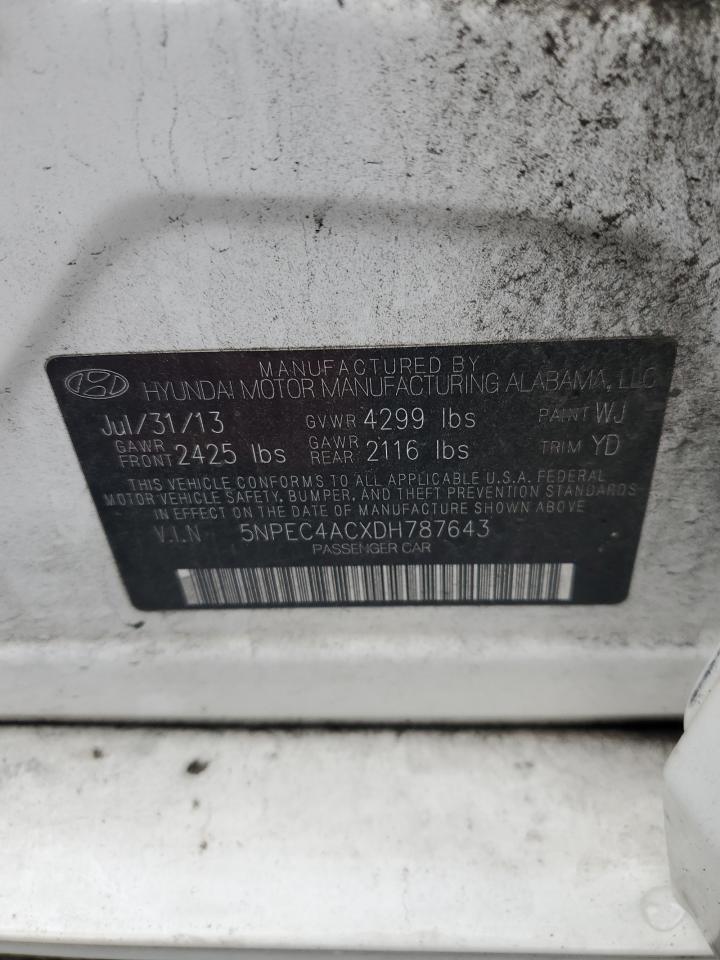 MANUFACTURED BY
HYUNDAI MOTOR MANUFACTURING ALABAMA, LLC
Jul/31/13 GVWR 4299 lbs PAINT WJ
GAWR FRONT 2425 lbs GAWR REAR 2116 lbs TRIM YD
THIS VEHICLE CONFORMS TO ALL APPLICABLE U.S.A. FEDERAL
MOTOR VEHICLE SAFETY, BUMPER, AND THEFT PREVENTION STANDARDS
IN EFFECT ON THE DATE OF MANUFACTURE SHOWN ABOVE
V.I.N 5NPEC4ACXDH787643
PASSENGER CAR